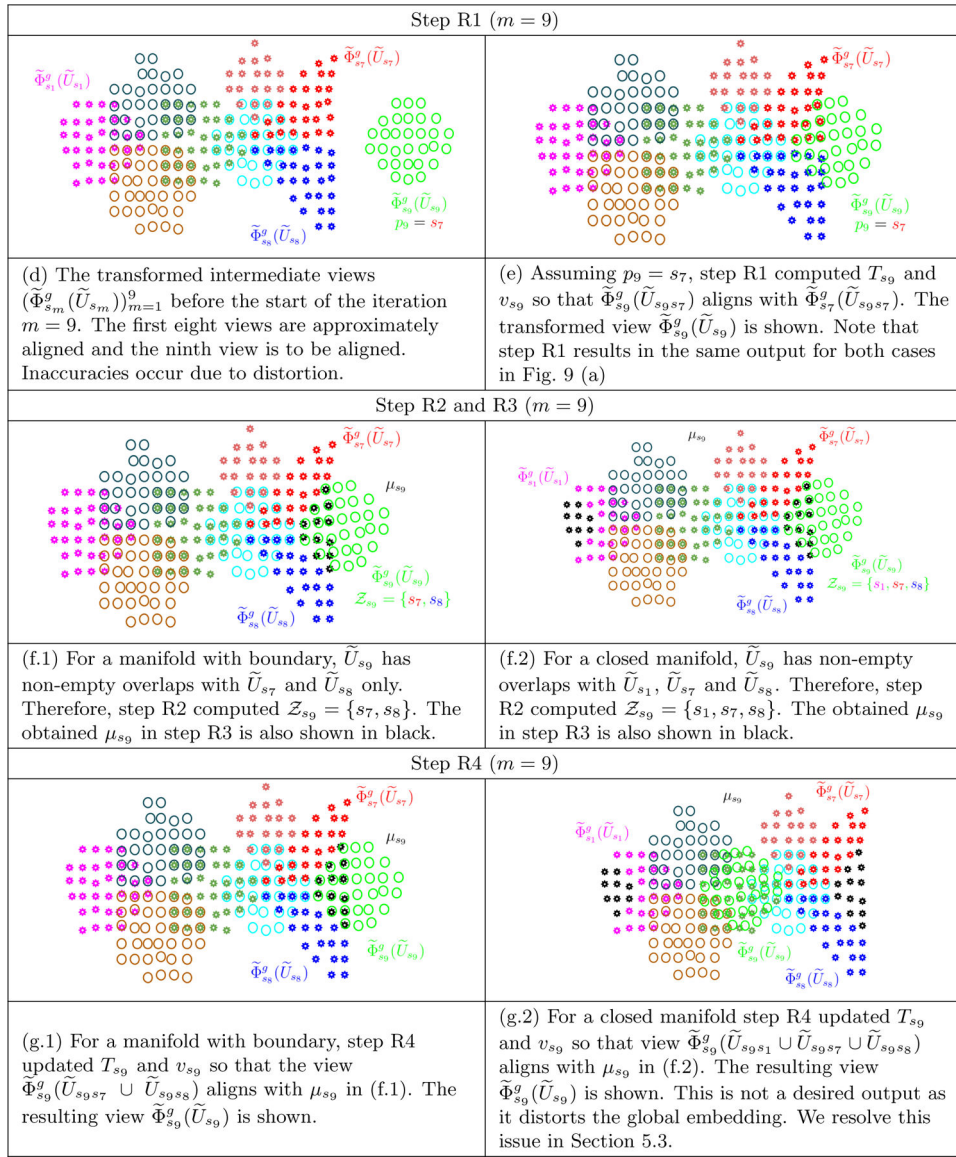 Step R1 (m = 9)
Φ̃^g_{s_1}(Ũ_{s_1})
Φ̃^g_{s_7}(Ũ_{s_7})
Φ̃^g_{s_8}(Ũ_{s_8})
Φ̃^g_{s_9}(Ũ_{s_9})
p_9 = s_7
Φ̃^g_{s_7}(Ũ_{s_7})
Φ̃^g_{s_9}(Ũ_{s_9})
p_9 = s_7
(d) The transformed intermediate views
(Φ̃^g_{s_m}(Ũ_{s_m}))^9_{m=1} before the start of the iteration
m = 9. The first eight views are approximately
aligned and the ninth view is to be aligned.
Inaccuracies occur due to distortion.
(e) Assuming p_9 = s_7, step R1 computed T_{s_9} and
v_{s_9} so that Φ̃^g_{s_9}(Ũ_{s_9s_7}) aligns with Φ̃^g_{s_7}(Ũ_{s_9s_7}). The
transformed view Φ̃^g_{s_9}(Ũ_{s_9}) is shown. Note that
step R1 results in the same output for both cases
in Fig. 9 (a)
Step R2 and R3 (m = 9)
Φ̃^g_{s_7}(Ũ_{s_7})
μ_{s_9}
Φ̃^g_{s_9}(Ũ_{s_9})
Z_{s_9} = {s_7, s_8}
Φ̃^g_{s_8}(Ũ_{s_8})
μ_{s_9}
Φ̃^g_{s_7}(Ũ_{s_7})
Φ̃^g_{s_1}(Ũ_{s_1})
Φ̃^g_{s_9}(Ũ_{s_9})
Z_{s_9} = {s_1, s_7, s_8}
Φ̃^g_{s_8}(Ũ_{s_8})
(f.1) For a manifold with boundary, Ũ_{s_9} has
non-empty overlaps with Ũ_{s_7} and Ũ_{s_8} only.
Therefore, step R2 computed Z_{s_9} = {s_7, s_8}. The
obtained μ_{s_9} in step R3 is also shown in black.
(f.2) For a closed manifold, Ũ_{s_9} has non-empty
overlaps with Ũ_{s_1}, Ũ_{s_7} and Ũ_{s_8}. Therefore, step
R2 computed Z_{s_9} = {s_1, s_7, s_8}. The obtained μ_{s_9}
in step R3 is also shown in black.
Step R4 (m = 9)
Φ̃^g_{s_7}(Ũ_{s_7})
μ_{s_9}
Φ̃^g_{s_9}(Ũ_{s_9})
Φ̃^g_{s_8}(Ũ_{s_8})
μ_{s_9}
Φ̃^g_{s_7}(Ũ_{s_7})
Φ̃^g_{s_1}(Ũ_{s_1})
Φ̃^g_{s_9}(Ũ_{s_9})
Φ̃^g_{s_8}(Ũ_{s_8})
(g.1) For a manifold with boundary, step R4
updated T_{s_9} and v_{s_9} so that the view
Φ̃^g_{s_9}(Ũ_{s_9s_7} ∪ Ũ_{s_9s_8}) aligns with μ_{s_9} in (f.1). The
resulting view Φ̃^g_{s_9}(Ũ_{s_9}) is shown.
(g.2) For a closed manifold step R4 updated T_{s_9}
and v_{s_9} so that view Φ̃^g_{s_9}(Ũ_{s_9s_1} ∪ Ũ_{s_9s_7} ∪ Ũ_{s_9s_8})
aligns with μ_{s_9} in (f.2). The resulting view
Φ̃^g_{s_9}(Ũ_{s_9}) is shown. This is not a desired output as
it distorts the global embedding. We resolve this
issue in Section 5.3.